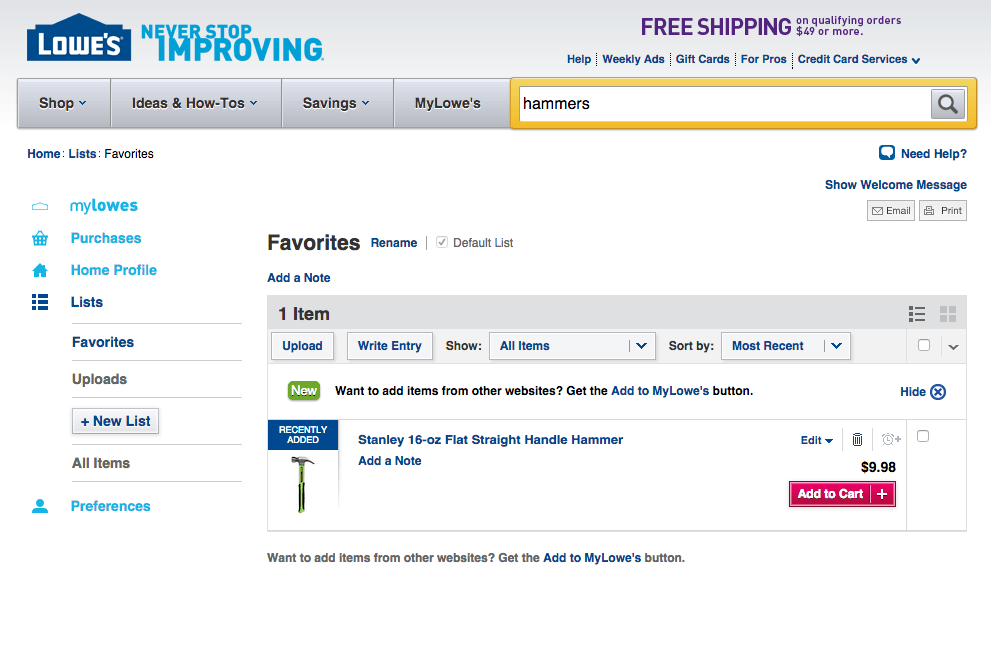 LOWE'S
NEVER STOP
IMPROVING
FREE SHIPPING on qualifying orders
$49 or more.
Help Weekly Ads Gift Cards For Pros Credit Card Services
Shop Ideas & How-Tos Savings MyLowe's hammers
Home : Lists : Favorites
Need Help?
Show Welcome Message
Email Print
mylowes
Purchases
Home Profile
Lists
Favorites
Uploads
+ New List
All Items
Preferences
Favorites Rename Default List
Add a Note
1 Item
Upload Write Entry Show: All Items Sort by: Most Recent
New Want to add items from other websites? Get the Add to MyLowe's button. Hide
RECENTLY
ADDED
Stanley 16-oz Flat Straight Handle Hammer Edit
Add a Note
$9.98
Add to Cart +
Want to add items from other websites? Get the Add to MyLowe's button.